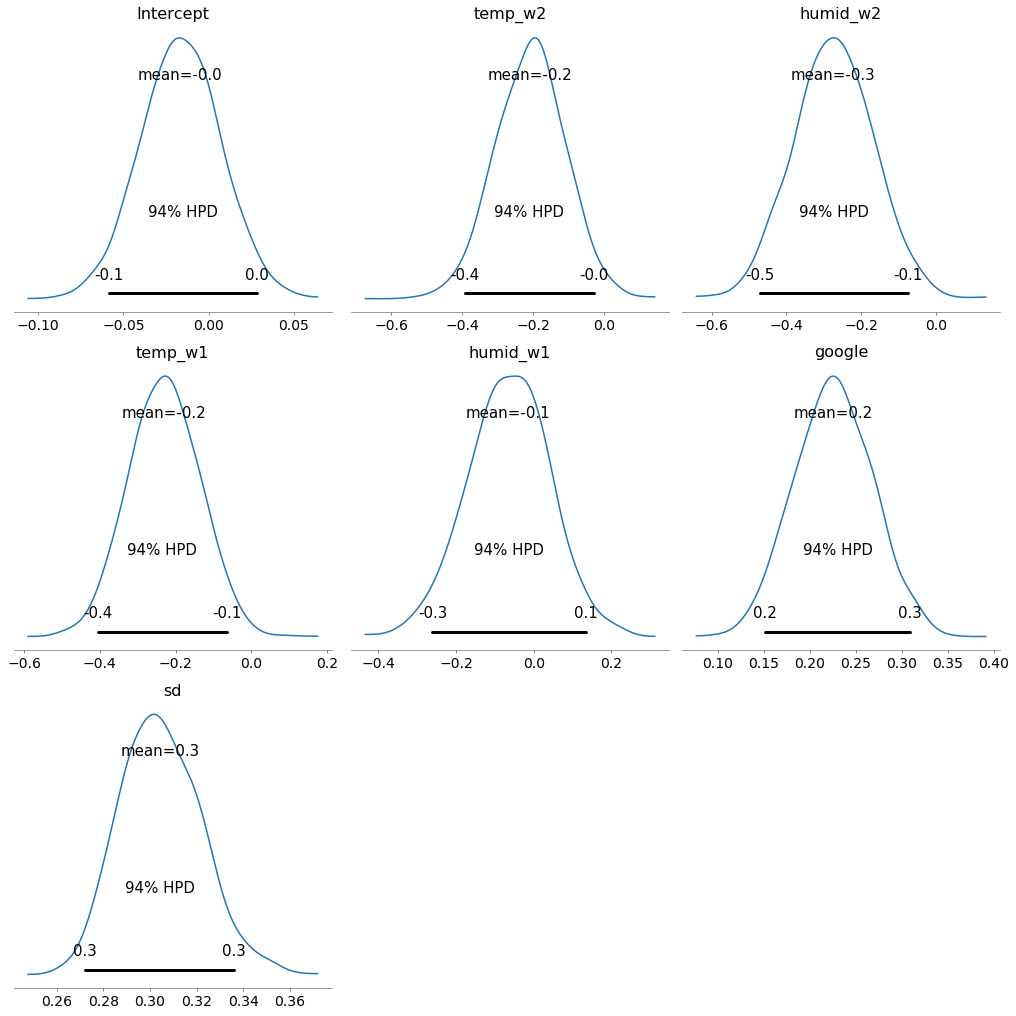 Intercept
mean=-0.0
94% HPD
-0.1 0.0
−0.10 −0.05 0.00 0.05
temp_w2
mean=-0.2
94% HPD
-0.4 -0.0
−0.6 −0.4 −0.2 0.0
humid_w2
mean=-0.3
94% HPD
-0.5 -0.1
−0.6 −0.4 −0.2 0.0
temp_w1
mean=-0.2
94% HPD
-0.4 -0.1
−0.6 −0.4 −0.2 0.0 0.2
humid_w1
mean=-0.1
94% HPD
-0.3 0.1
−0.4 −0.2 0.0 0.2
google
mean=0.2
94% HPD
0.2 0.3
0.10 0.15 0.20 0.25 0.30 0.35 0.40
sd
mean=0.3
94% HPD
0.3 0.3
0.26 0.28 0.30 0.32 0.34 0.36